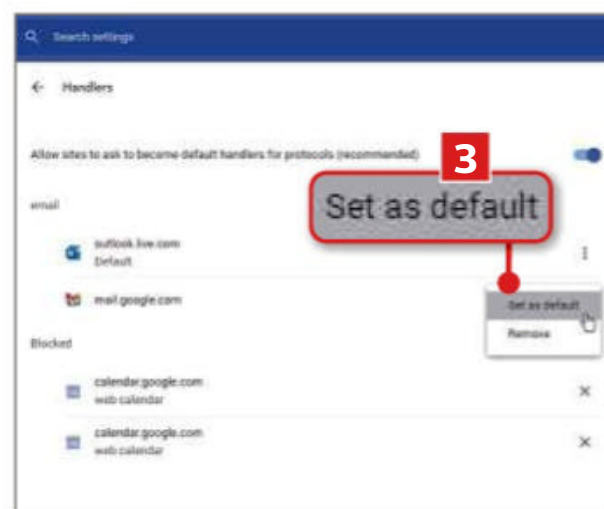 Search settings
Handlers
Allow sites to ask to become default handlers for protocols (recommended)
3
Set as default
email
outlook.live.com
Default
mail.google.com
Set as default
Remove
Blocked
calendar.google.com
web calendar
calendar.google.com
web calendar